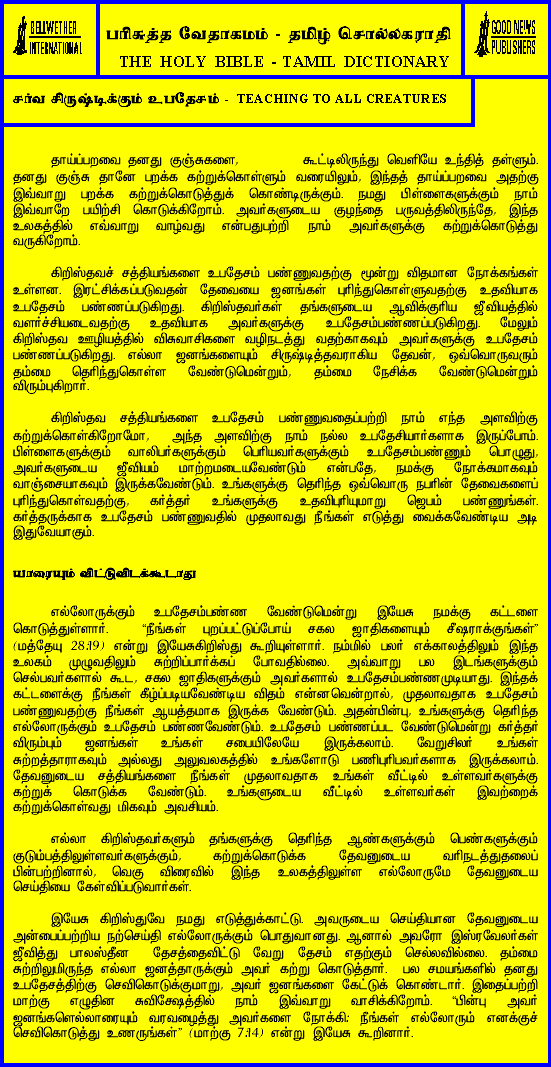 BELLWETHER
INTERNATIONAL
பரிசுத்த வேதாகமம் - தமிழ் சொல்லகராதி
THE HOLY BIBLE - TAMIL DICTIONARY
GOOD NEWS
PUBLISHERS
சர்வ சிருஷ்டிக்கும் உபதேசம் - TEACHING TO ALL CREATURES
தாய்ப்பறவை தனது குஞ்சுகளை, கூட்டிலிருந்து வெளியே உந்தித் தள்ளும்.
தனது குஞ்சு தானே பறக்க கற்றுக்கொள்ளும் வரையிலும், இந்தத் தாய்ப்பறவை அதற்கு
இவ்வாறு பறக்க கற்றுக்கொடுத்துக் கொண்டிருக்கும். நமது பிள்ளைகளுக்கும் நாம்
இவ்வாறே பயிற்சி கொடுக்கிறோம். அவர்களுடைய குழந்தை பருவத்திலிருந்தே, இந்த
உலகத்தில் எவ்வாறு வாழ்வது என்பதுபற்றி நாம் அவர்களுக்கு கற்றுக்கொடுத்து
வருகிறோம்.
கிறிஸ்தவச் சத்தியங்களை உபதேசம் பண்ணுவதற்கு மூன்று விதமான நோக்கங்கள்
உள்ளன. இரட்சிக்கப்படுவதன் தேவையை ஜனங்கள் புரிந்துகொள்ளுவதற்கு உதவியாக
உபதேசம் பண்ணப்படுகிறது. கிறிஸ்தவர்கள் தங்களுடைய ஆவிக்குரிய ஜீவியத்தில்
வளர்ச்சியடைவதற்கு உதவியாக அவர்களுக்கு உபதேசம்பண்ணப்படுகிறது. மேலும்
கிறிஸ்தவ ஊழியத்தில் விசுவாசிகளை வழிநடத்து வதற்காகவும் அவர்களுக்கு உபதேசம்
பண்ணப்படுகிறது. எல்லா ஜனங்களையும் சிருஷ்டித்தவராகிய தேவன், ஒவ்வொருவரும்
தம்மை தெரிந்துகொள்ள வேண்டுமென்றும், தம்மை நேசிக்க வேண்டுமென்றும்
விரும்புகிறார்.
கிறிஸ்தவ சத்தியங்களை உபதேசம் பண்ணுவதைப்பற்றி நாம் எந்த அளவிற்கு
கற்றுக்கொள்கிறோமோ, அந்த அளவிற்கு நாம் நல்ல உபதேசியார்களாக இருப்போம்.
பிள்ளைகளுக்கும் வாலிபர்களுக்கும் பெரியவர்களுக்கும் உபதேசம்பண்ணும் பொழுது,
அவர்களுடைய ஜீவியம் மாற்றமடையவேண்டும் என்பதே, நமக்கு நோக்கமாகவும்
வாஞ்சையாகவும் இருக்கவேண்டும். உங்களுக்கு தெரிந்த ஒவ்வொரு நபரின் தேவைகளைப்
புரிந்துகொள்வதற்கு, கர்த்தர் உங்களுக்கு உதவிபுரியுமாறு ஜெபம் பண்ணுங்கள்.
கர்த்தருக்காக உபதேசம் பண்ணுவதில் முதலாவது நீங்கள் எடுத்து வைக்கவேண்டிய அடி
இதுவேயாகும்.
யாரையும் விட்டுவிடக்கூடாது
எல்லோருக்கும் உபதேசம்பண்ண வேண்டுமென்று இயேசு நமக்கு கட்டளை
கொடுத்துள்ளார். “நீங்கள் புறப்பட்டுப்போய் சகல ஜாதிகளையும் சீஷராக்குங்கள்”
(மத்தேயு 28:19) என்று இயேசுகிறிஸ்து கூறியுள்ளார். நம்மில் பலர் எக்காலத்திலும் இந்த
உலகம் முழுவதிலும் சுற்றிப்பார்க்கப் போவதில்லை. அவ்வாறு பல இடங்களுக்கும்
செல்பவர்களால் கூட, சகல ஜாதிகளுக்கும் அவர்களால் உபதேசம்பண்ணமுடியாது. இந்தக்
கட்டளைக்கு நீங்கள் கீழ்ப்படியவேண்டிய விதம் என்னவென்றால், முதலாவதாக உபதேசம்
பண்ணுவதற்கு நீங்கள் ஆயத்தமாக இருக்க வேண்டும். அதன்பின்பு, உங்களுக்கு தெரிந்த
எல்லோருக்கும் உபதேசம் பண்ணவேண்டும். உபதேசம் பண்ணப்பட வேண்டுமென்று கர்த்தர்
விரும்பும் ஜனங்கள் உங்கள் சபையிலேயே இருக்கலாம். வேறுசிலர் உங்கள்
சுற்றத்தாராகவும் அல்லது அலுவலகத்தில் உங்களோடு பணிபுரிபவர்களாக இருக்கலாம்.
தேவனுடைய சத்தியங்களை நீங்கள் முதலாவதாக உங்கள் வீட்டில் உள்ளவர்களுக்கு
கற்றுக் கொடுக்க வேண்டும். உங்களுடைய வீட்டில் உள்ளவர்கள் இவற்றைக்
கற்றுக்கொள்வது மிகவும் அவசியம்.
எல்லா கிறிஸ்தவர்களும் தங்களுக்கு தெரிந்த ஆண்களுக்கும் பெண்களுக்கும்
குடும்பத்திலுள்ளவர்களுக்கும், கற்றுக்கொடுக்க தேவனுடைய வரிநடத்துதலைப்
பின்பற்றினால், வெகு விரைவில் இந்த உலகத்திலுள்ள எல்லோருமே தேவனுடைய
செய்தியை கேள்விப்படுவார்கள்.
இயேசு கிறிஸ்துவே நமது எடுத்துக்காட்டு. அவருடைய செய்தியான தேவனுடைய
அன்பைப்பற்றிய நற்செய்தி எல்லோருக்கும் பொதுவானது. ஆனால் அவரோ இஸ்ரவேலர்கள்
ஜீவித்து பாலஸ்தீன தேசத்தைவிட்டு வேறு தேசம் எதற்கும் செல்லவில்லை. தம்மை
சுற்றிலுமிருந்த எல்லா ஜனத்தாருக்கும் அவர் கற்று கொடுத்தார். பல சமயங்களில் தனது
உபதேசத்திற்கு செவிகொடுக்குமாறு, அவர் ஜனங்களை கேட்டுக் கொண்டார். இதைப்பற்றி
மாற்கு எழுதின சுவிசேஷத்தில் நாம் இவ்வாறு வாசிக்கிறோம். “பின்பு அவர்
ஜனங்களெல்லாரையும் வரவழைத்து அவர்களை நோக்கி: நீங்கள் எல்லோரும் எனக்குச்
செவிகொடுத்து உணருங்கள்” (மாற்கு 7:14) என்று இயேசு கூறினார்.